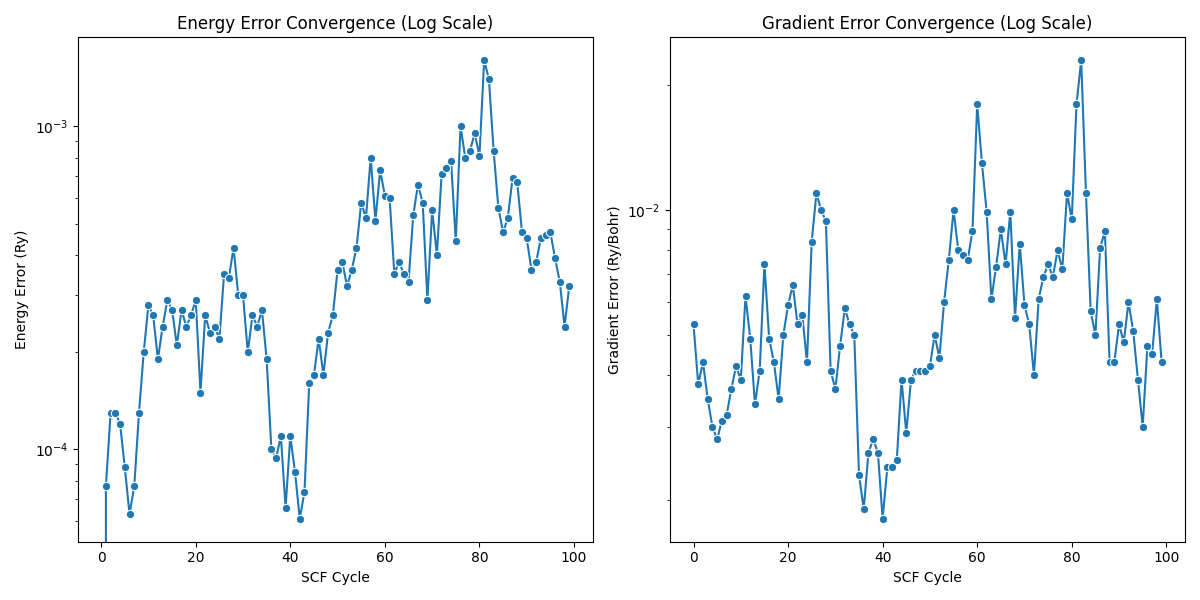 Energy Error Convergence (Log Scale)
Energy Error (Ry)
10⁻³
10⁻⁴
0 20 40 60 80 100
SCF Cycle
Gradient Error Convergence (Log Scale)
Gradient Error (Ry/Bohr)
10⁻²
0 20 40 60 80 100
SCF Cycle